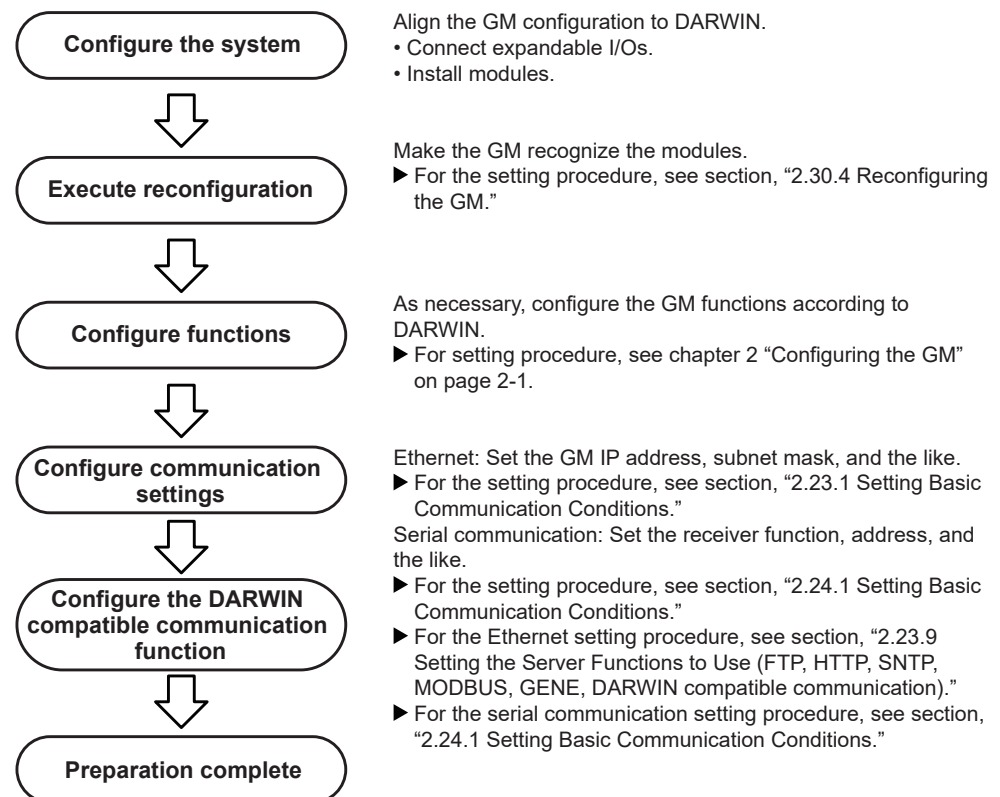 Configure the system
Align the GM configuration to DARWIN.
• Connect expandable I/Os.
• Install modules.
Execute reconfiguration
Make the GM recognize the modules.
▶ For the setting procedure, see section, “2.30.4 Reconfiguring
the GM.”
Configure functions
As necessary, configure the GM functions according to
DARWIN.
▶ For setting procedure, see chapter 2 “Configuring the GM”
on page 2-1.
Configure communication
settings
Ethernet: Set the GM IP address, subnet mask, and the like.
▶ For the setting procedure, see section, “2.23.1 Setting Basic
Communication Conditions.”
Serial communication: Set the receiver function, address, and
the like.
▶ For the setting procedure, see section, “2.24.1 Setting Basic
Communication Conditions.”
Configure the DARWIN
compatible communication
function
▶ For the Ethernet setting procedure, see section, “2.23.9
Setting the Server Functions to Use (FTP, HTTP, SNTP,
MODBUS, GENE, DARWIN compatible communication).”
▶ For the serial communication setting procedure, see section,
“2.24.1 Setting Basic Communication Conditions.”
Preparation complete